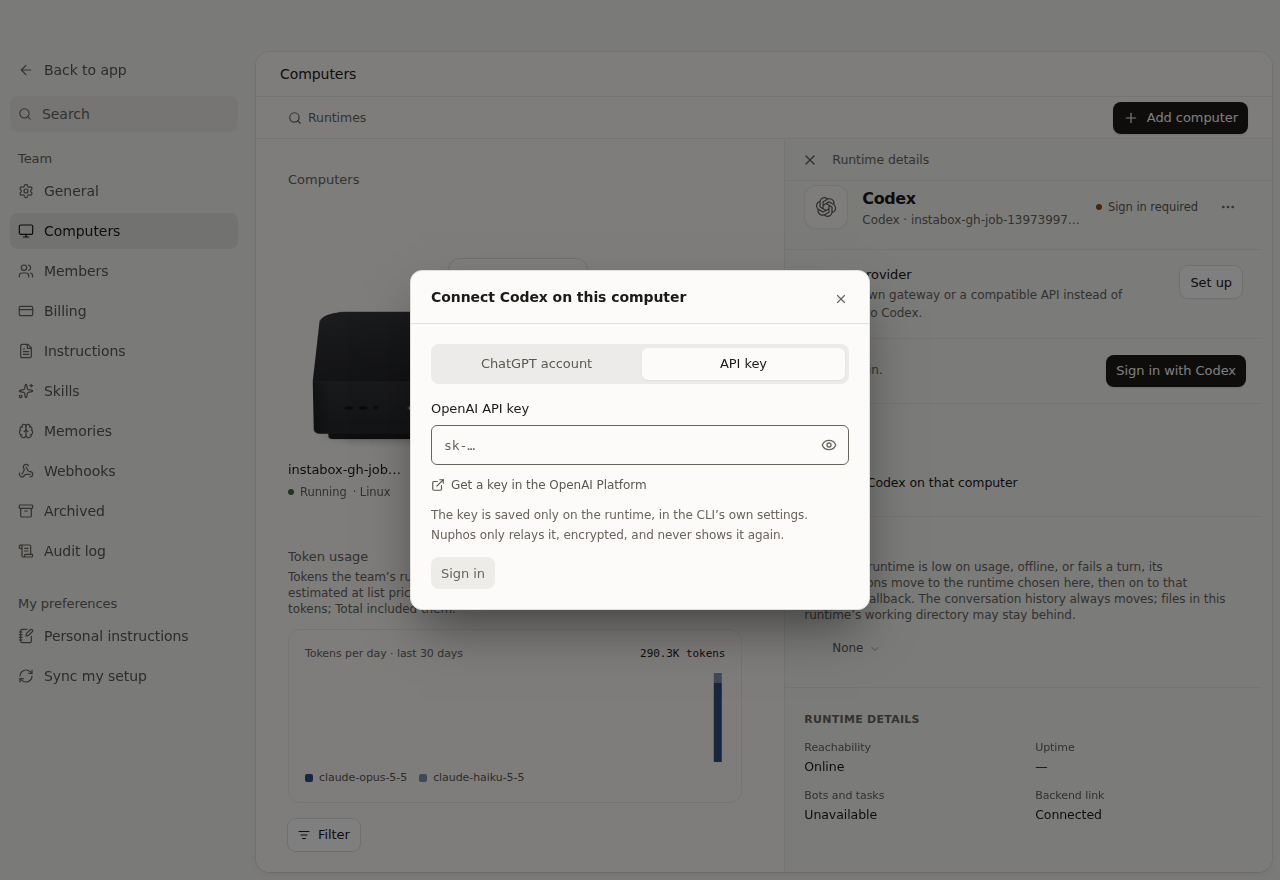 Back to app
Search
Team
General
Computers
Members
Billing
Instructions
Skills
Memories
Webhooks
Archived
Audit log
My preferences
Personal instructions
Sync my setup
Computers
Runtimes
Add computer
Computers
instabox-gh-job…
Running · Linux
Token usage
Tokens the team’s
estimated at list
tokens; Total included them.
Tokens per day · last 30 days
290.3K tokens
claude-opus-5-5
claude-haiku-5-5
Filter
Runtime details
Codex
Codex · instabox-gh-job-13973997…
Sign in required
gateway or a compatible API instead of
Codex.
Set up
Sign in with Codex
Codex on that computer
runtime is low on usage, offline, or fails a turn, its
move to the runtime chosen here, then on to that
The conversation history always moves; files in this
runtime’s working directory may stay behind.
None
RUNTIME DETAILS
Reachability
Uptime
Online
—
Bots and tasks
Backend link
Unavailable
Connected
Connect Codex on this computer
ChatGPT account
API key
OpenAI API key
sk-…
Get a key in the OpenAI Platform
The key is saved only on the runtime, in the CLI’s own settings.
Nuphos only relays it, encrypted, and never shows it again.
Sign in